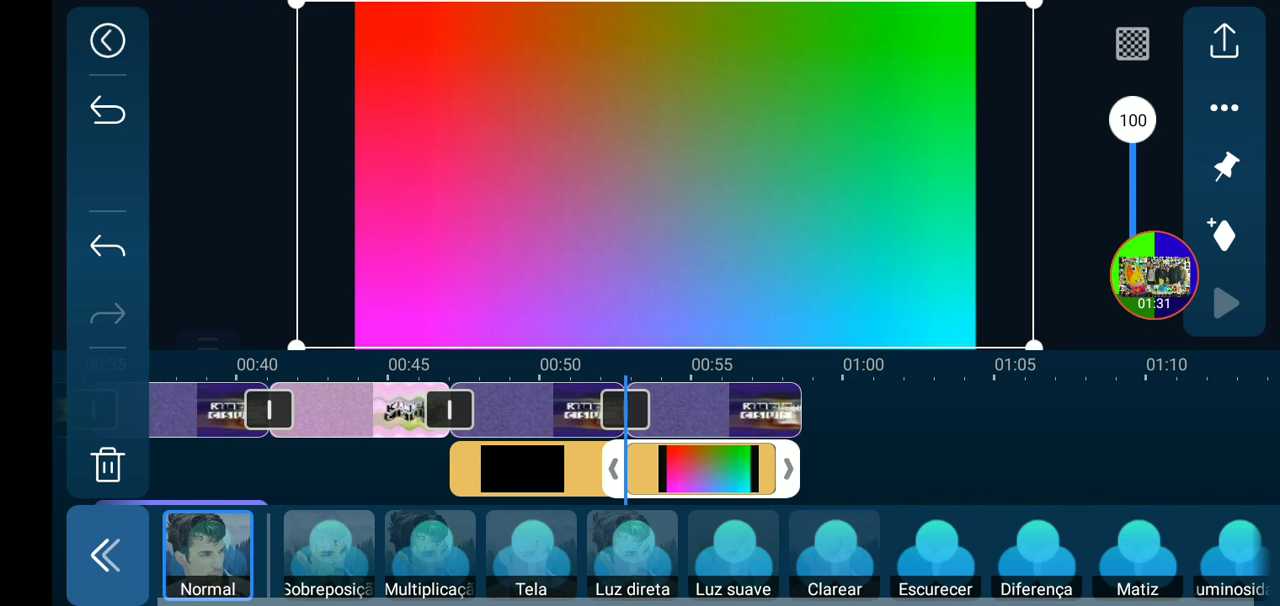 100
01:31
00:35
00:40
00:45
00:50
00:55
01:00
01:05
01:10
Normal
Sobreposiçã
Multiplicaçã
Tela
Luz direta
Luz suave
Clarear
Escurecer
Diferença
Matiz
uminosida